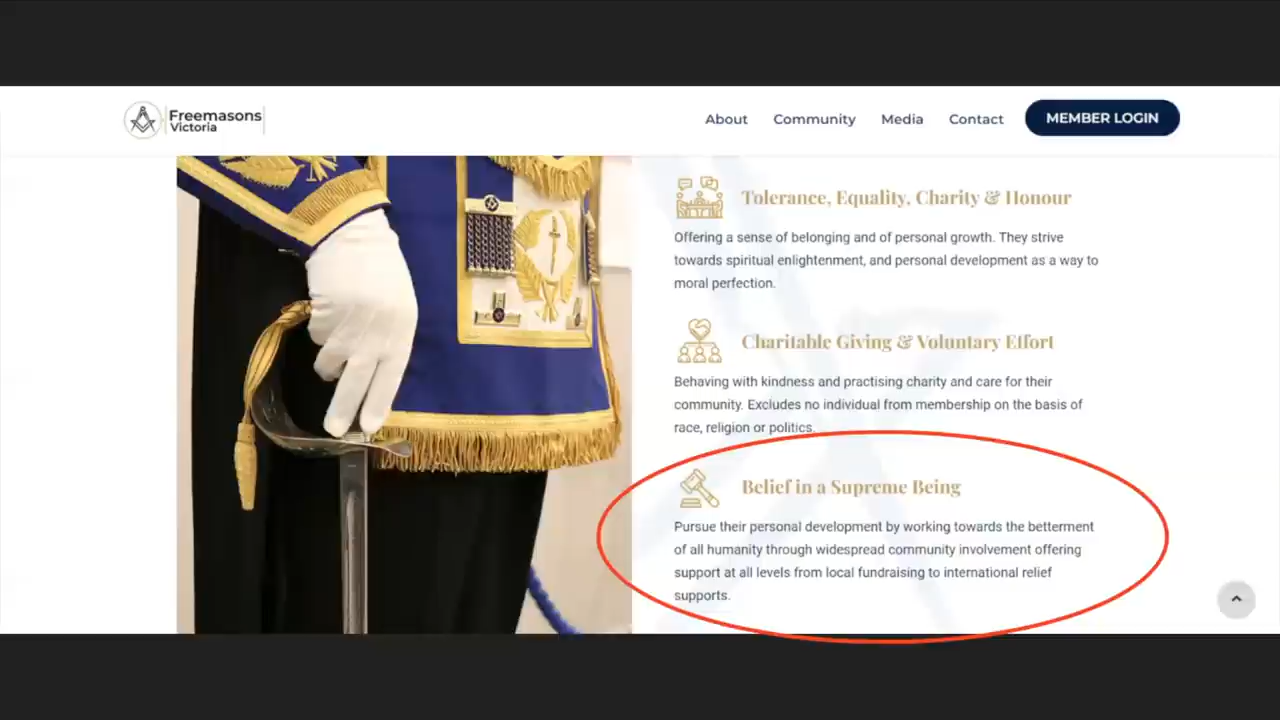 Freemasons
Victoria
About Community Media Contact MEMBER LOGIN
Tolerance, Equality, Charity & Honour
Offering a sense of belonging and of personal growth. They strive
towards spiritual enlightenment, and personal development as a way to
moral perfection.
Charitable Giving & Voluntary Effort
Behaving with kindness and practising charity and care for their
community. Excludes no individual from membership on the basis of
race, religion or politics.
Belief in a Supreme Being
Pursue their personal development by working towards the betterment
of all humanity through widespread community involvement offering
support at all levels from local fundraising to international relief
supports.